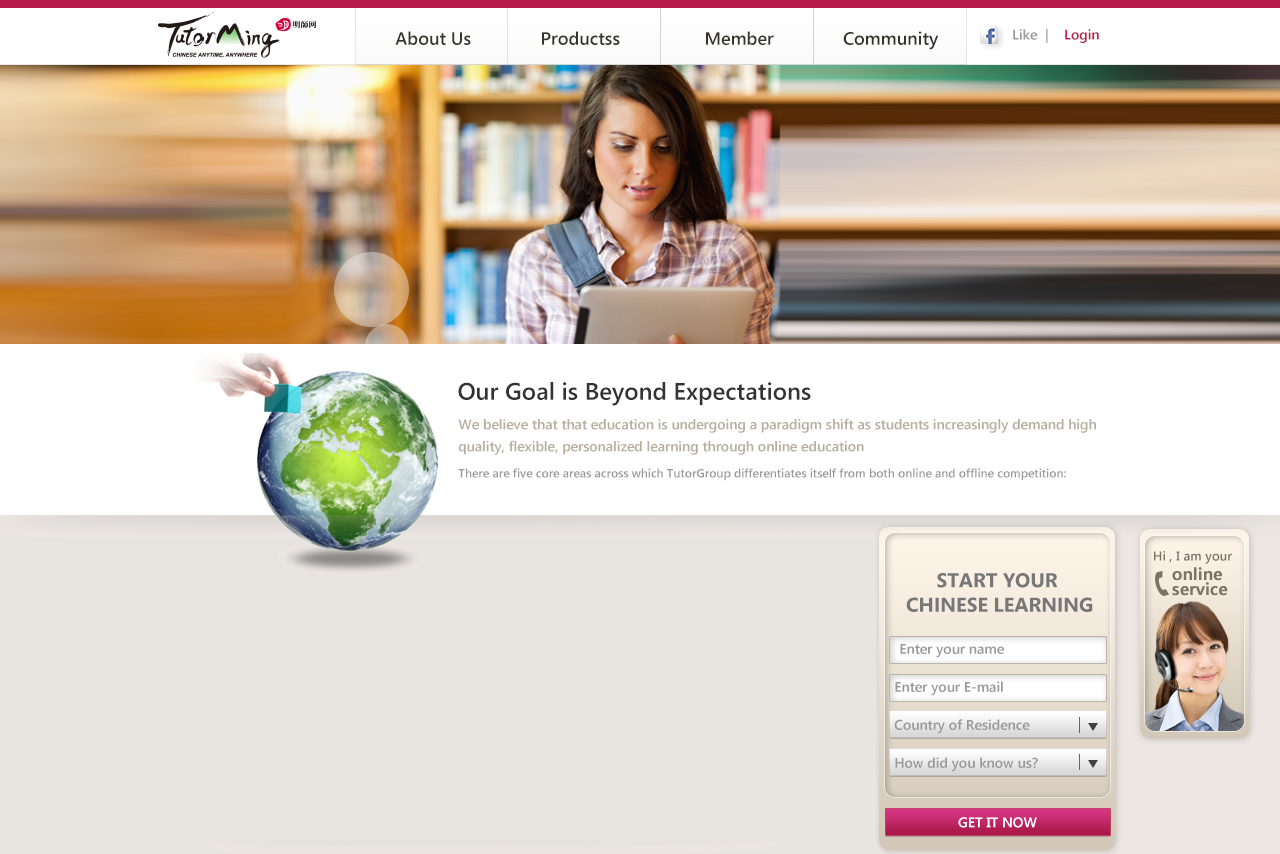 TutorMing 明師网
CHINESE ANYTIME, ANYWHERE
About Us
Productss
Member
Community
Like | Login
Our Goal is Beyond Expectations
We believe that that education is undergoing a paradigm shift as students increasingly demand high
quality, flexible, personalized learning through online education
There are five core areas across which TutorGroup differentiates itself from both online and offline competition:
START YOUR
CHINESE LEARNING
Enter your name
Enter your E-mail
Country of Residence
How did you know us?
GET IT NOW
Hi , I am your
online
service